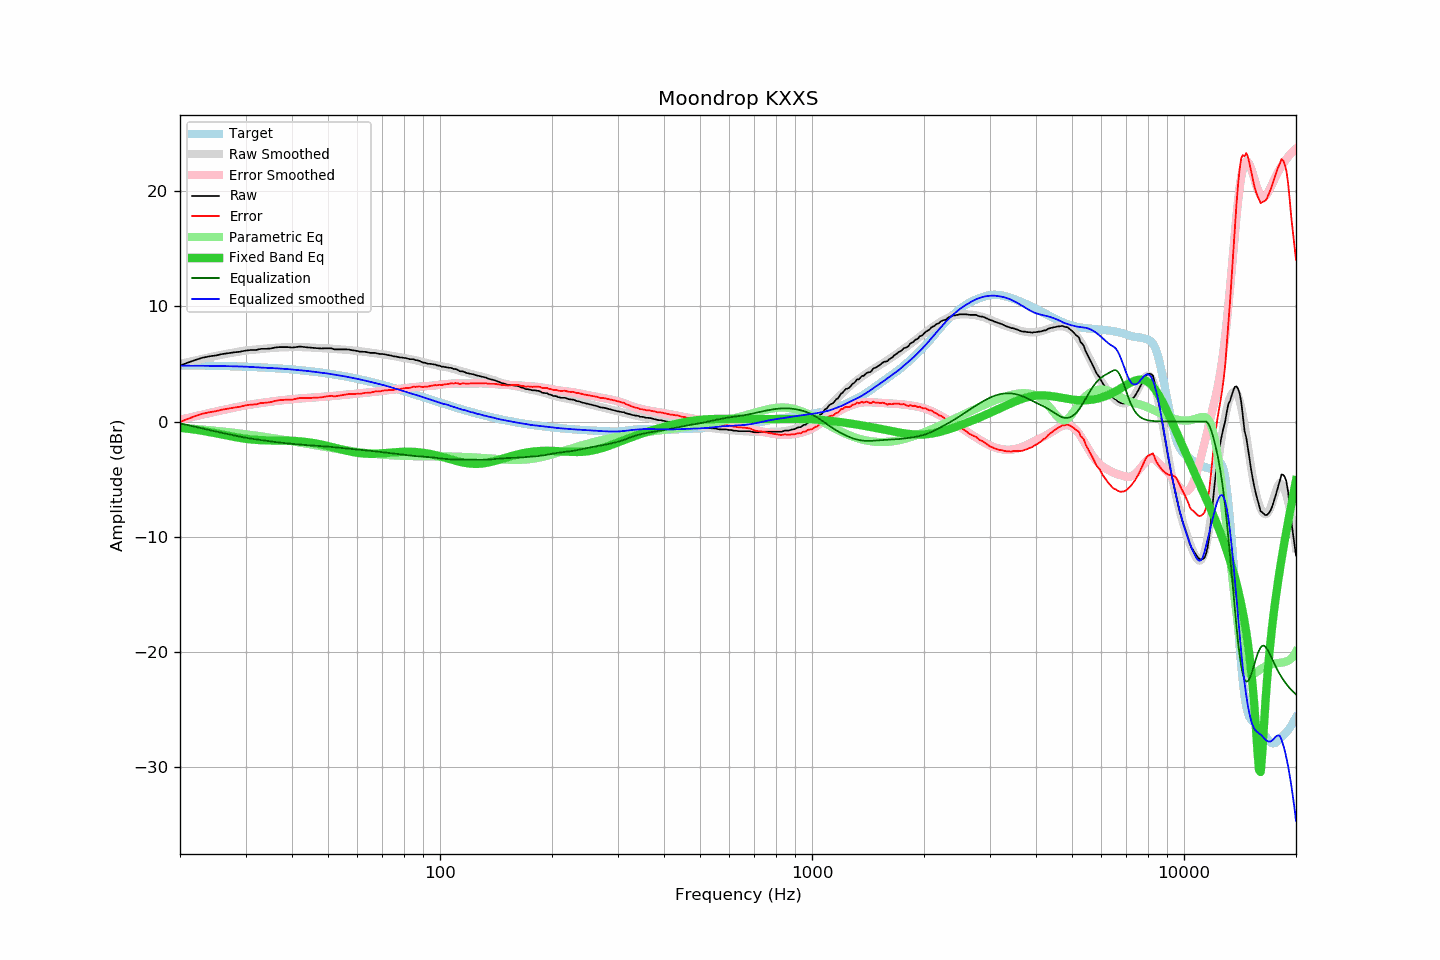 Moondrop KXXS
Target
Raw Smoothed
Error Smoothed
Raw
Error
Parametric Eq
Fixed Band Eq
Equalization
Equalized smoothed
20
10
0
−10
−20
−30
Amplitude (dBr)
100
1000
10000
Frequency (Hz)